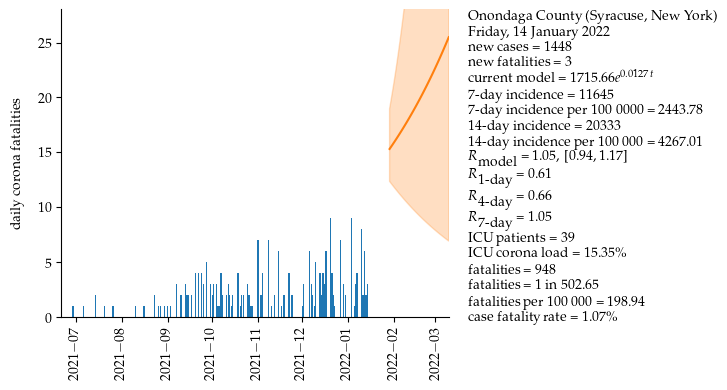 Onondaga County (Syracuse, New York)
Friday, 14 January 2022
new cases = 1448
new fatalities = 3
current model = 1715.66e^0.0127 t
7-day incidence = 11645
7-day incidence per 100 0000 = 2443.78
14-day incidence = 20333
14-day incidence per 100 000 = 4267.01
R_model = 1.05, [0.94, 1.17]
R_1-day = 0.61
R_4-day = 0.66
R_7-day = 1.05
ICU patients = 39
ICU corona load = 15.35%
fatalities = 948
fatalities = 1 in 502.65
fatalities per 100 000 = 198.94
case fatality rate = 1.07%
daily corona fatalities
25
20
15
10
5
0
2021−07
2021−08
2021−09
2021−10
2021−11
2021−12
2022−01
2022−02
2022−03